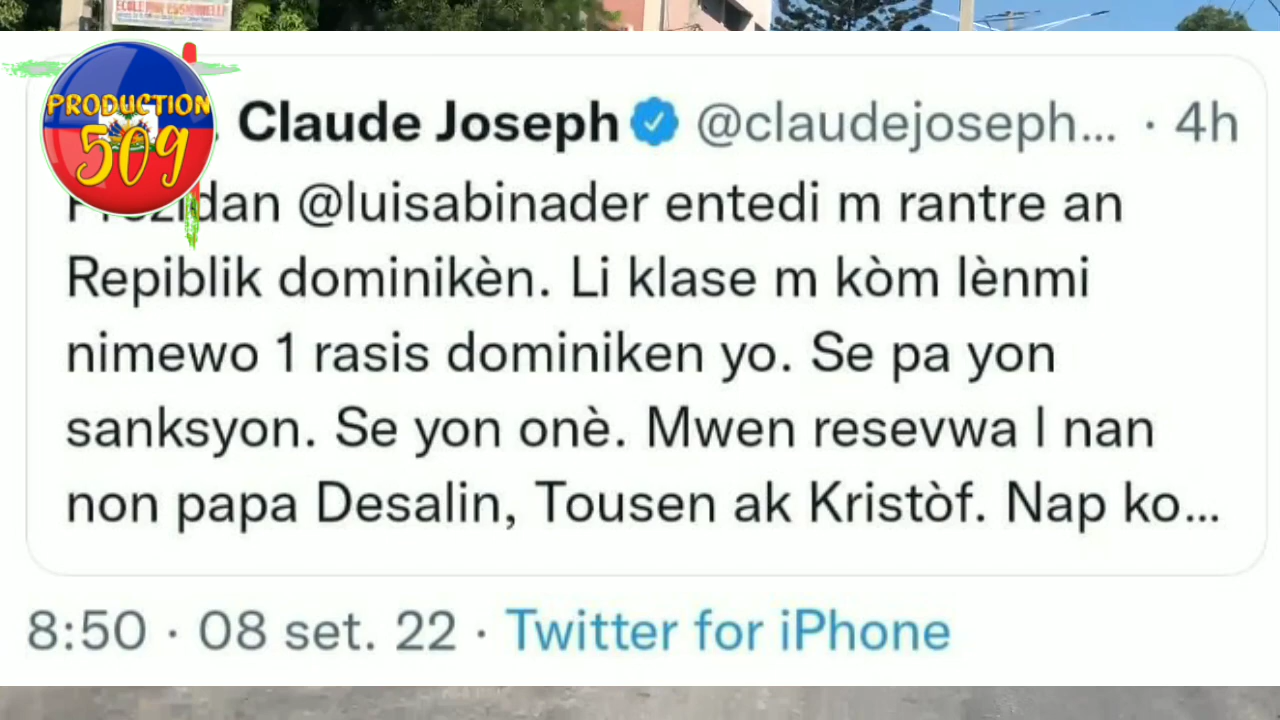 PRODUCTION
509
Claude Joseph @claudejoseph... · 4h
@luisabinader entedi m rantre an
Repiblik dominikèn. Li klase m kòm lènmi
nimewo 1 rasis dominiken yo. Se pa yon
sanksyon. Se yon onè. Mwen resevwa l nan
non papa Desalin, Tousen ak Kristòf. Nap ko...
8:50 · 08 set. 22 · Twitter for iPhone